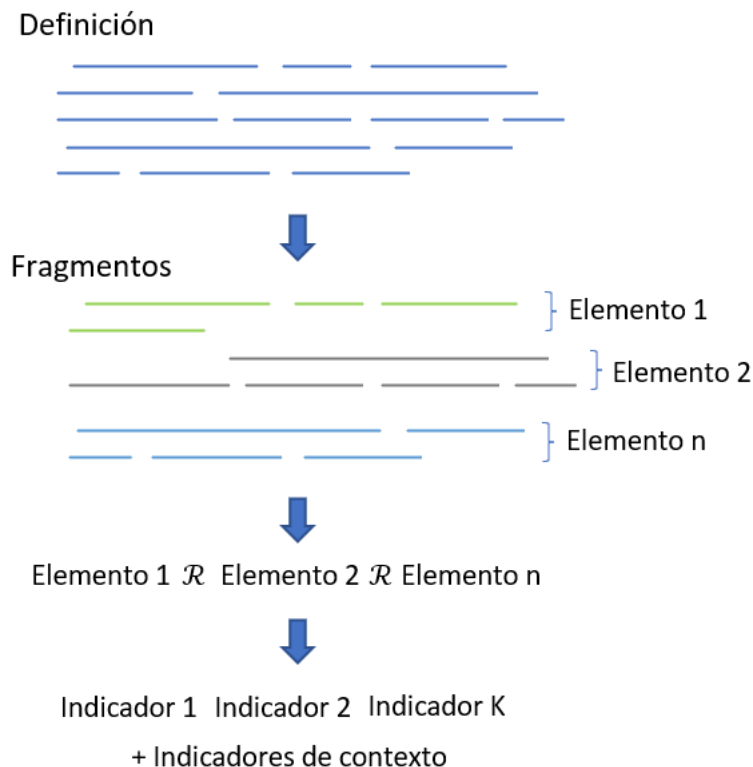 Definición
Fragmentos
Elemento 1
Elemento 2
Elemento n
Elemento 1 ℛ Elemento 2 ℛ Elemento n
Indicador 1 Indicador 2 Indicador K
+ Indicadores de contexto